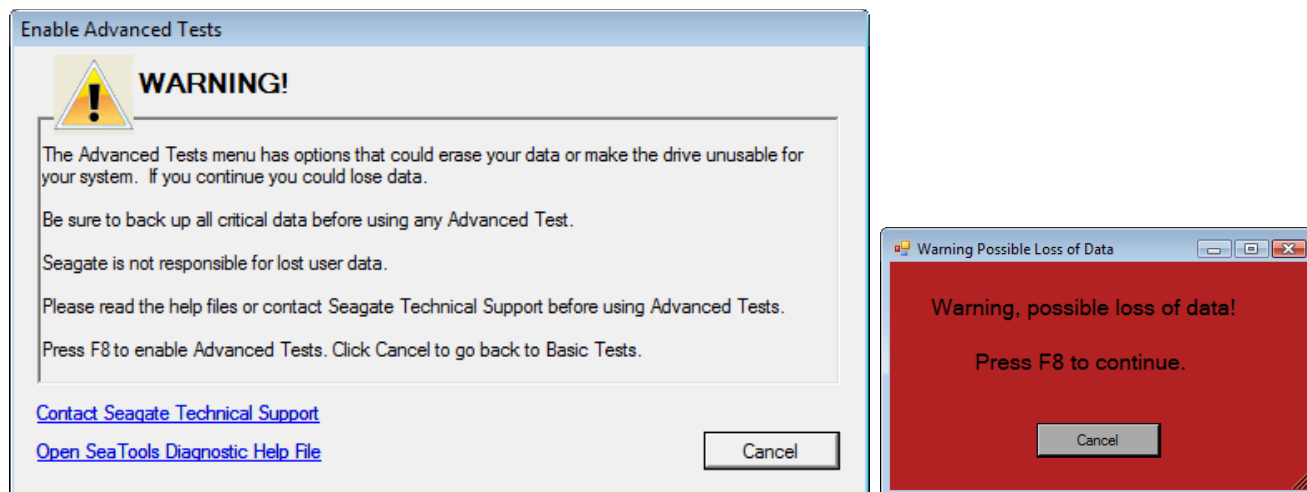 Enable Advanced Tests
WARNING!
The Advanced Tests menu has options that could erase your data or make the drive unusable for
your system.  If you continue you could lose data.
Be sure to back up all critical data before using any Advanced Test.
Seagate is not responsible for lost user data.
Please read the help files or contact Seagate Technical Support before using Advanced Tests.
Press F8 to enable Advanced Tests. Click Cancel to go back to Basic Tests.
Contact Seagate Technical Support
Open SeaTools Diagnostic Help File
Cancel
Warning Possible Loss of Data
Warning, possible loss of data!
Press F8 to continue.
Cancel